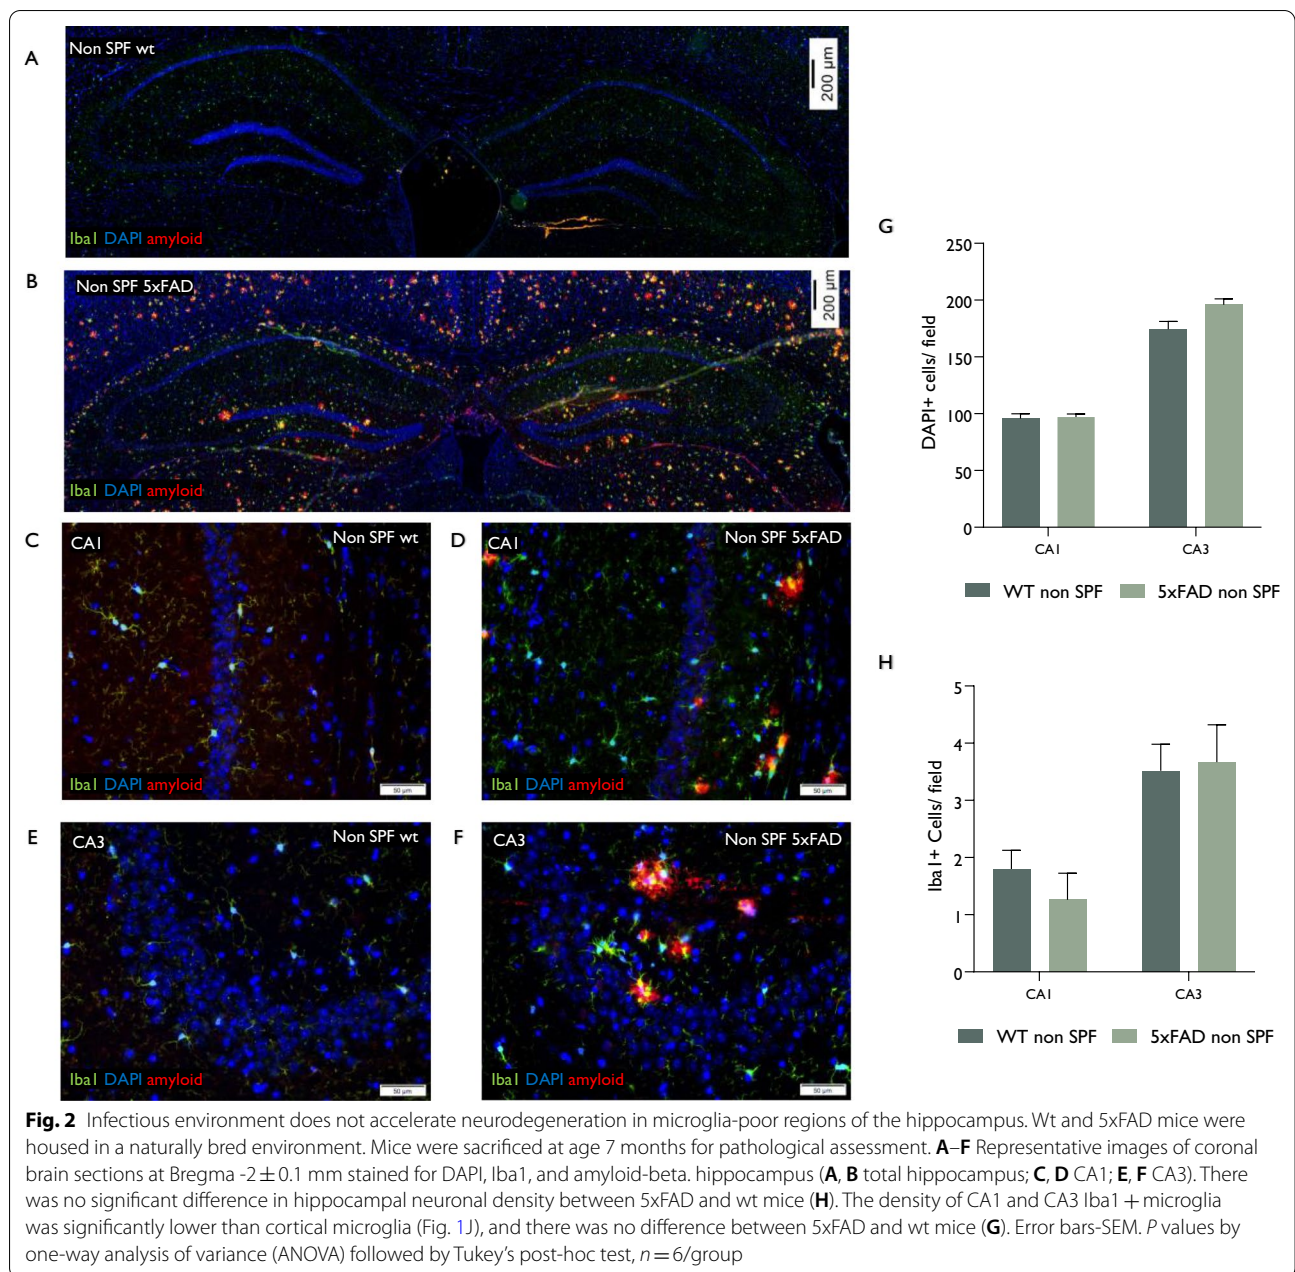 A
Non SPF wt
200 µm
Iba1 DAPI amyloid
B
Non SPF 5xFAD
200 µm
Iba1 DAPI amyloid
C
CA1
Non SPF wt
Iba1 DAPI amyloid
50 µm
D
CA1
Non SPF 5xFAD
Iba1 DAPI amyloid
50 µm
E
CA3
Non SPF wt
Iba1 DAPI amyloid
50 µm
F
CA3
Non SPF 5xFAD
Iba1 DAPI amyloid
50 µm
G
DAPI+ cells/ field
250
200
150
100
50
0
CA1
CA3
WT non SPF
5xFAD non SPF
H
Iba1+ Cells/ field
5
4
3
2
1
0
CA1
CA3
WT non SPF
5xFAD non SPF
Fig. 2 Infectious environment does not accelerate neurodegeneration in microglia-poor regions of the hippocampus. Wt and 5xFAD mice were
housed in a naturally bred environment. Mice were sacrificed at age 7 months for pathological assessment. A–F Representative images of coronal
brain sections at Bregma -2 ± 0.1 mm stained for DAPI, Iba1, and amyloid-beta. hippocampus (A, B total hippocampus; C, D CA1; E, F CA3). There
was no significant difference in hippocampal neuronal density between 5xFAD and wt mice (H). The density of CA1 and CA3 Iba1 + microglia
was significantly lower than cortical microglia (Fig. 1J), and there was no difference between 5xFAD and wt mice (G). Error bars-SEM. P values by
one-way analysis of variance (ANOVA) followed by Tukey's post-hoc test, n = 6/group